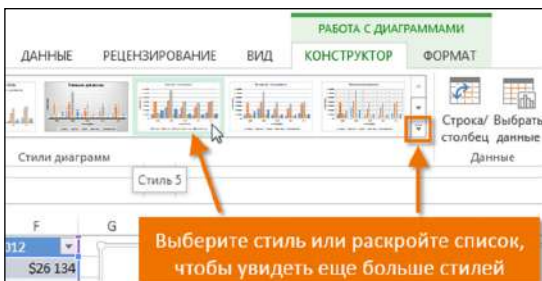 РАБОТА С ДИАГРАММАМИ
ДАННЫЕ РЕЦЕНЗИРОВАНИЕ ВИД КОНСТРУКТОР ФОРМАТ
Строка/ Выбрать
столбец данные
Стили диаграмм Данные
Стиль 5
F G
012
$26 134
Выберите стиль или раскройте список,
чтобы увидеть еще больше стилей